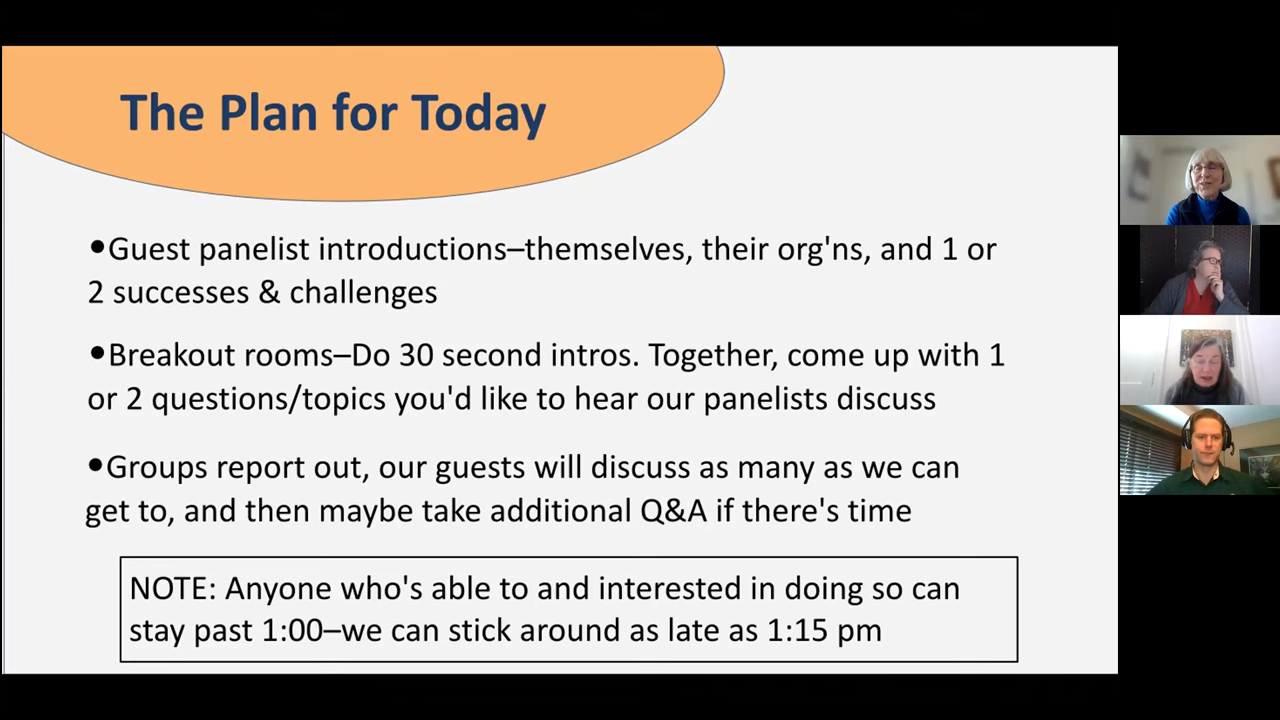 The Plan for Today
•Guest panelist introductions–themselves, their org'ns, and 1 or
2 successes & challenges
•Breakout rooms–Do 30 second intros. Together, come up with 1
or 2 questions/topics you'd like to hear our panelists discuss
•Groups report out, our guests will discuss as many as we can
get to, and then maybe take additional Q&A if there's time
NOTE: Anyone who's able to and interested in doing so can
stay past 1:00–we can stick around as late as 1:15 pm